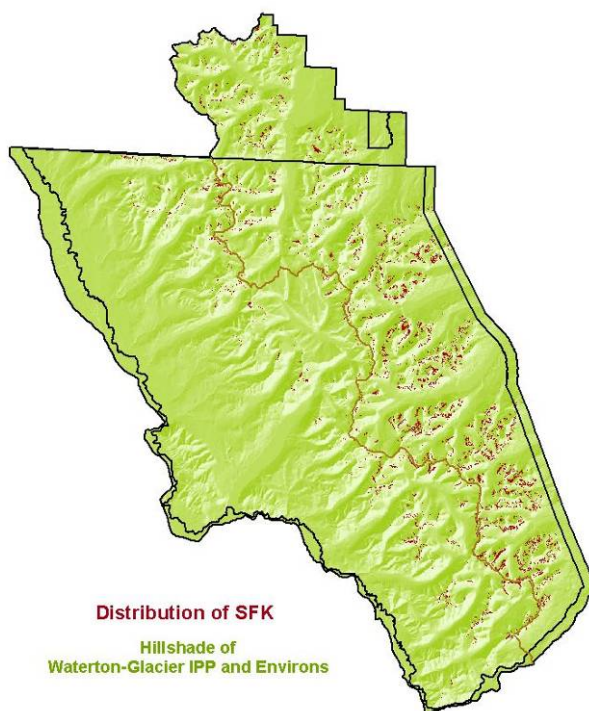 Distribution of SFK
Hillshade of
Waterton-Glacier IPP and Environs